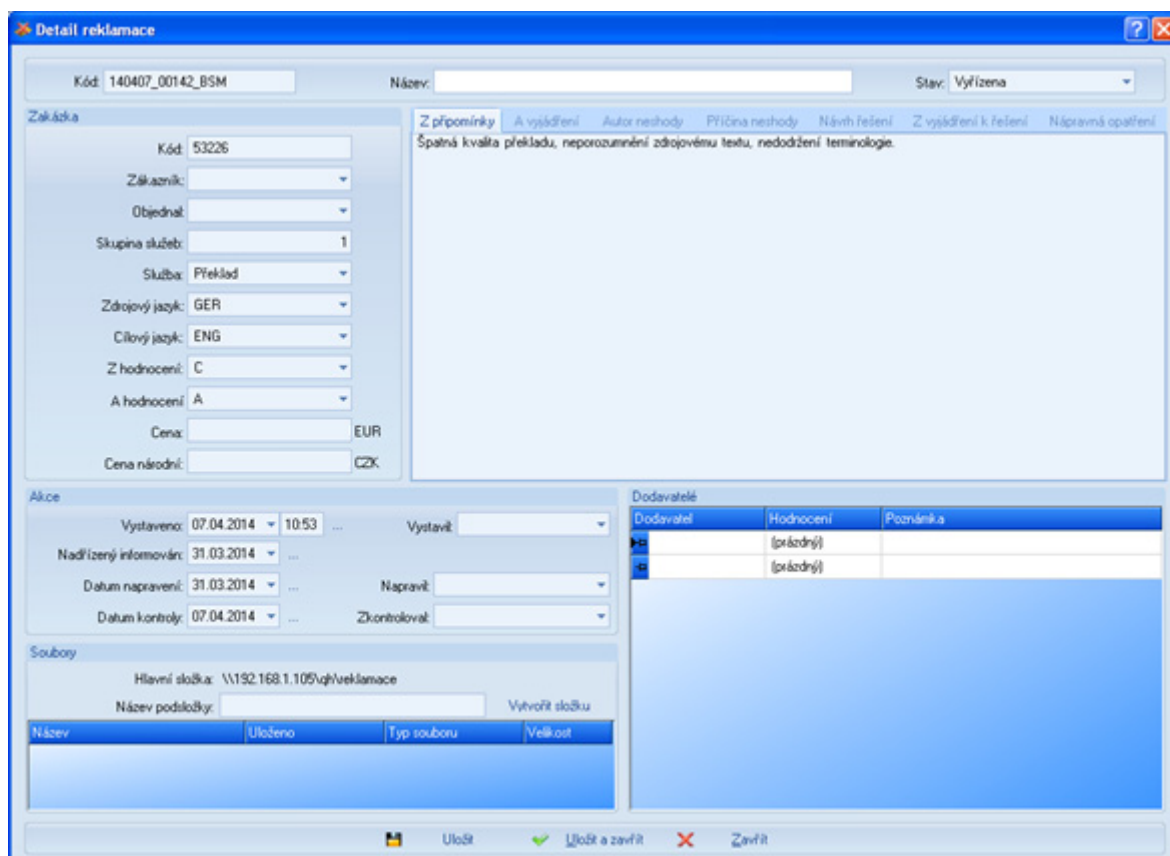 Detail reklamace
Kód: 140407_00142_BSM Název: Stav: Vyřízena
Zakázka
Kód: 53226
Zákazník:
Objednal:
Skupina služeb: 1
Služba: Překlad
Zdrojový jazyk: GER
Cílový jazyk: ENG
Z hodnocení: C
A hodnocení A
Cena: EUR
Cena národní: CZK
Z připomínky A vyjádření Autor neshody Příčina neshody Návrh řešení Z vyjádření k řešení Nápravná opatření
Špatná kvalita překladu, neporozumnění zdrojovému textu, nedodržení terminologie.
Akce
Vystaveno: 07.04.2014 10:53 ... Vystavil:
Nadřízený informován: 31.03.2014 ...
Datum napravení: 31.03.2014 ... Napravil:
Datum kontroly: 07.04.2014 ... Zkontroloval:
Dodavatelé
Dodavatel Hodnocení Poznámka
(prázdný)
(prázdný)
Soubory
Hlavní složka: \\192.168.1.105\qh\reklamace
Název podsložky: Vytvořit složku
Název Uloženo Typ souboru Velikost
Uložit Uložit a zavřít Zavřít